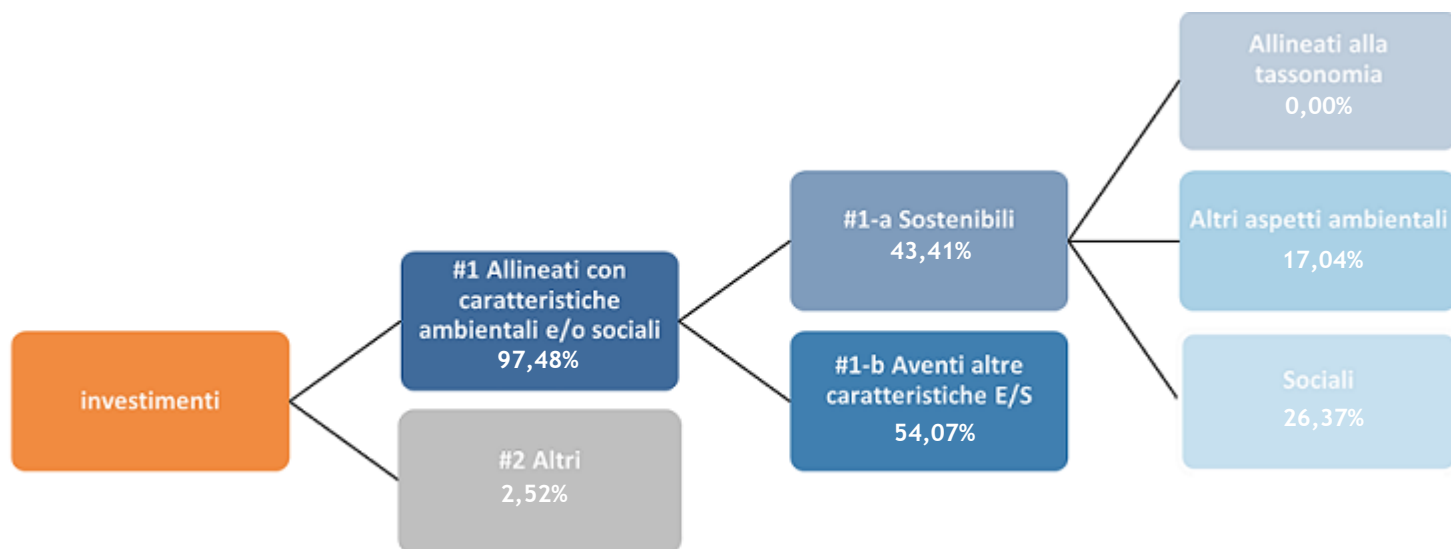 investimenti
#1 Allineati con
caratteristiche
ambientali e/o sociali
97,48%
#2 Altri
2,52%
#1-a Sostenibili
43,41%
#1-b Aventi altre
caratteristiche E/S
54,07%
Allineati alla
tassonomia
0,00%
Altri aspetti ambientali
17,04%
Sociali
26,37%